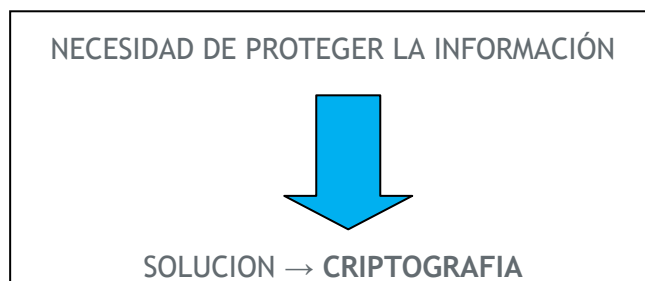 NECESIDAD DE PROTEGER LA INFORMACIÓN
SOLUCION → CRIPTOGRAFIA